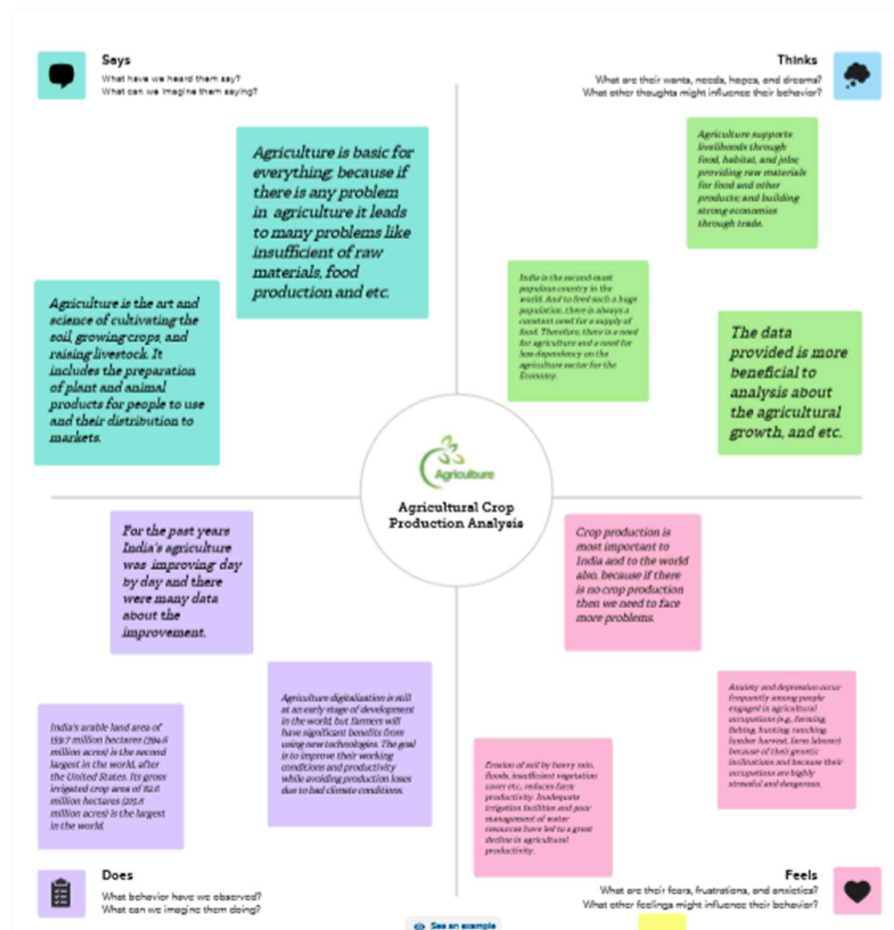 Says
What have we heard them say?
What can we imagine them saying?
Thinks
What are their wants, needs, hopes, and dreams?
What other thoughts might influence their behavior?
Agriculture is basic for
everything, because if
there is any problem
in agriculture it leads
to many problems like
insufficient of raw
materials, food
production and etc.
Agriculture is the art and
science of cultivating the
soil, growing crops, and
raising livestock. It
includes the preparation
of plant and animal
products for people to use
and their distribution to
markets.
Agriculture supports
livelihoods through
food, habitat, and jobs;
providing raw materials
for food and other
products; and building
strong economies
through trade.
India is the second-most
populous country in the
world. And to feed such a huge
population, there is always a
constant need for a supply of
food. Therefore, there is a need
for agriculture and a need for
less dependency on the
agriculture sector for the
Economy.
The data
provided is more
beneficial to
analysis about
the agricultural
growth, and etc.
Agriculture
Agricultural Crop
Production Analysis
For the past years
India's agriculture
was improving day
by day and there
were many data
about the
improvement.
Agriculture digitalization is still
at an early stage of development
in the world, but farmers will
have significant benefits from
using new technologies. The goal
is to improve their working
conditions and productivity
while avoiding production losses
due to bad climate conditions.
India's arable land area of
159.7 million hectares (394.6
million acres) is the second
largest in the world, after
the United States. Its gross
irrigated crop area of 82.6
million hectares (215.6
million acres) is the largest
in the world.
Crop production is
most important to
India and to the world
also, because if there
is no crop production
then we need to face
more problems.
Anxiety and depression occur
frequently among people
engaged in agricultural
occupations (e.g., farming,
fishing, hunting, ranching,
lumber harvest, farm laborer)
because of their genetic
inclinations and because their
occupations are highly
stressful and dangerous.
Erosion of soil by heavy rain,
floods, insufficient vegetation
cover etc., reduces farm
productivity. Inadequate
irrigation facilities and poor
management of water
resources have led to a great
decline in agricultural
productivity.
Does
What behavior have we observed?
What can we imagine them doing?
Feels
What are their fears, frustrations, and anxieties?
What other feelings might influence their behavior?
See an example